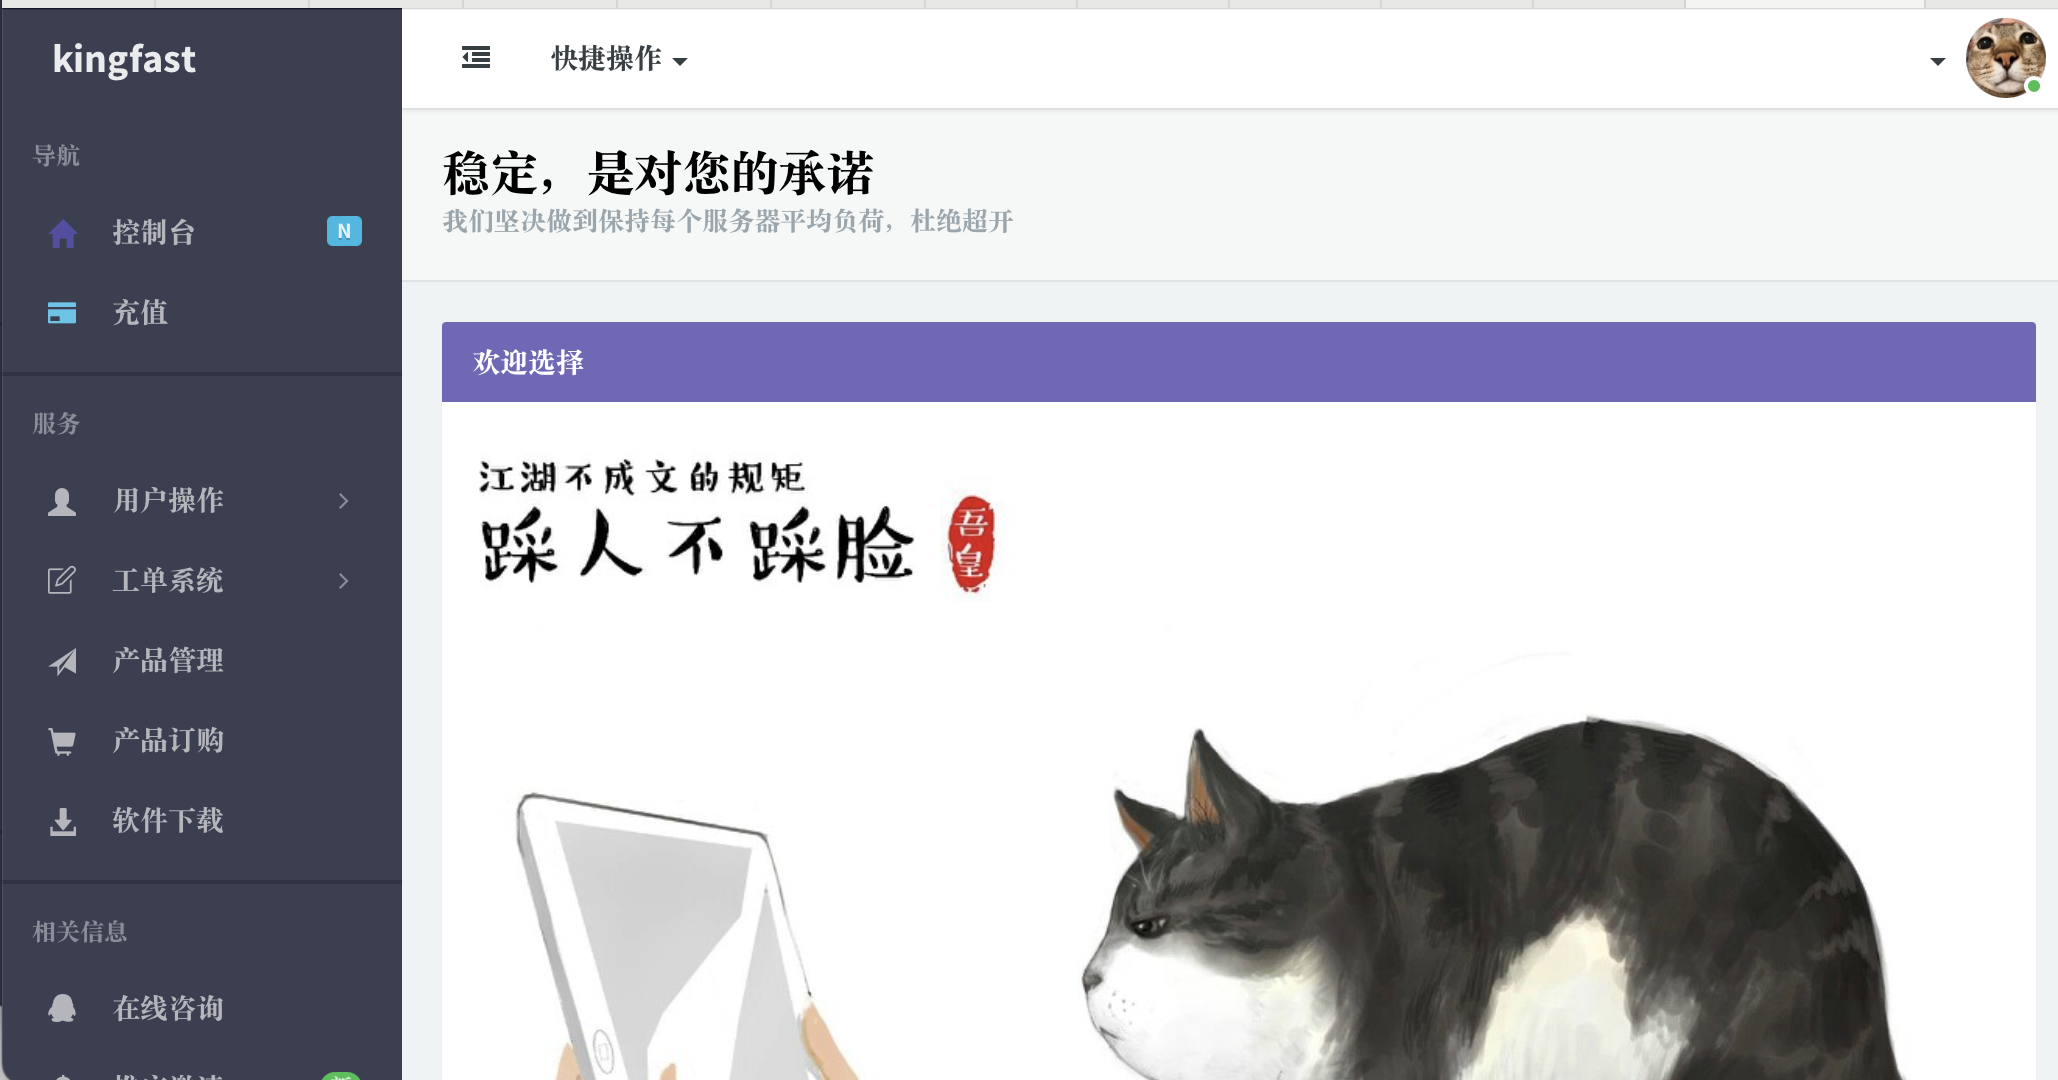 kingfast
快捷操作
导航
控制台 N
充值
服务
用户操作
工单系统
产品管理
产品订购
软件下载
相关信息
在线咨询
稳定，是对您的承诺
我们坚决做到保持每个服务器平均负荷，杜绝超开
欢迎选择
江湖不成文的规矩
踩人不踩脸
吾皇